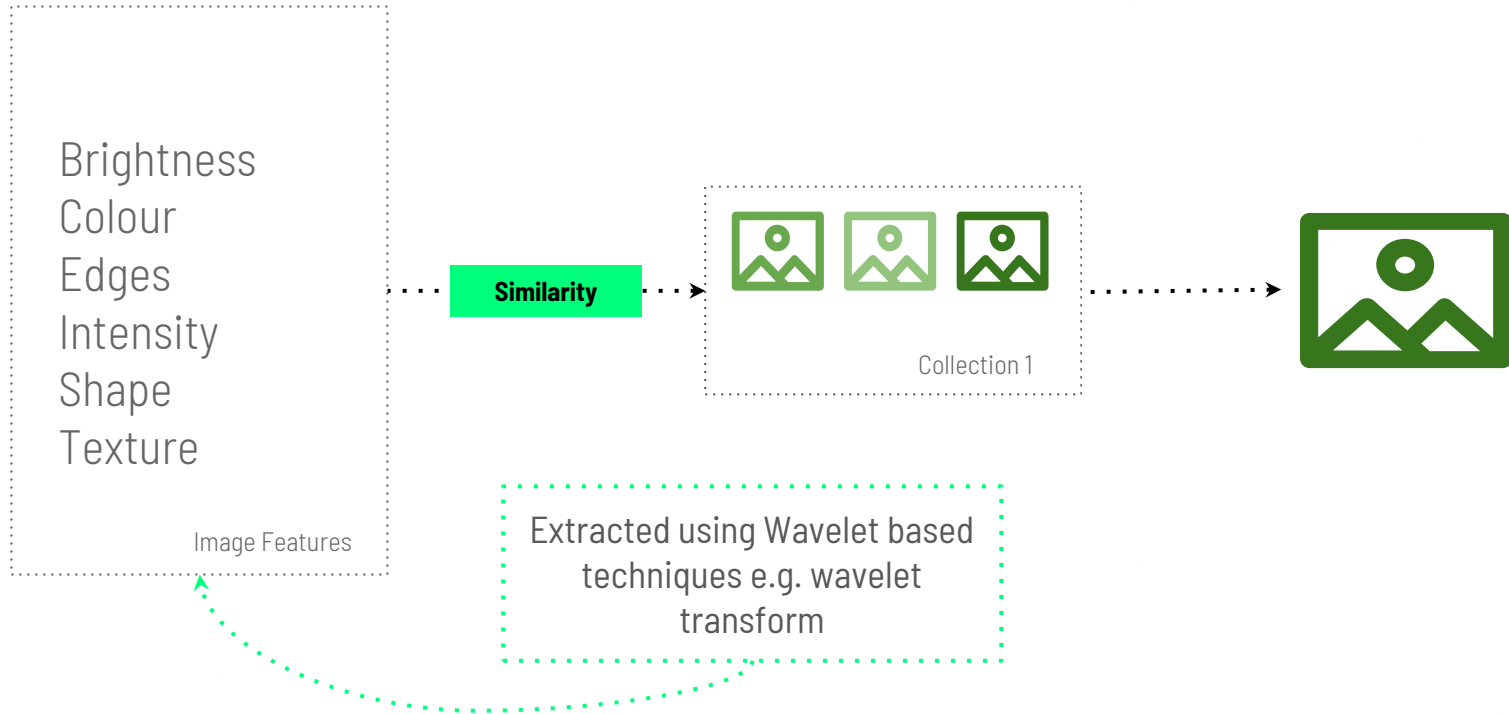 Brightness
Colour
Edges
Intensity
Shape
Texture
Image Features
Similarity
Collection 1
Extracted using Wavelet based
techniques e.g. wavelet
transform